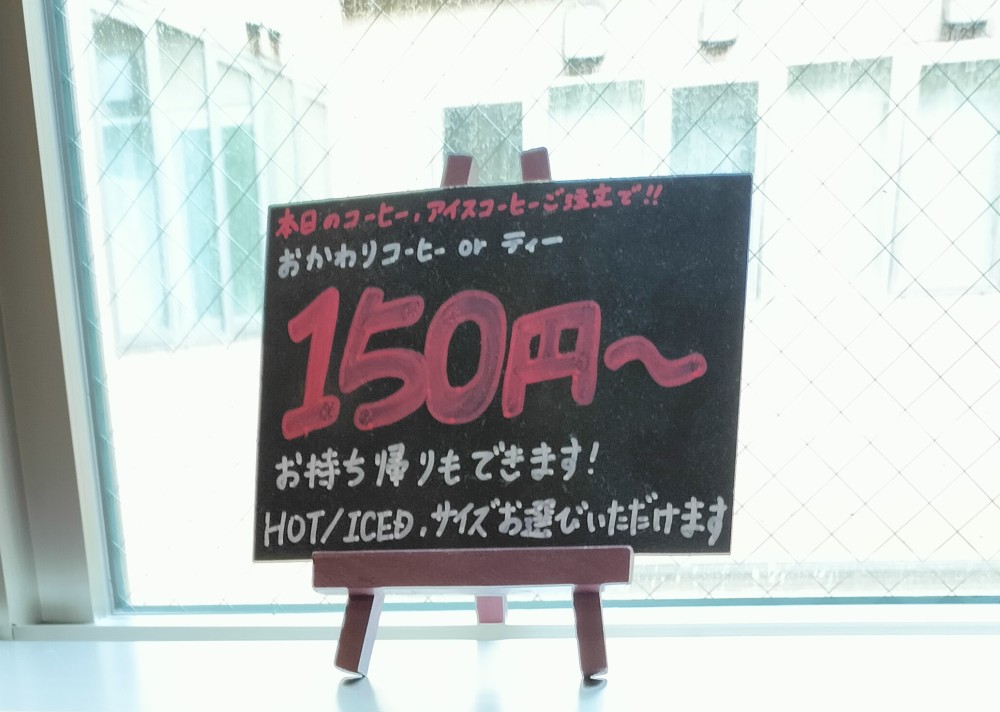 本日のコーヒー,アイスコーヒーご注文で!!
おかわりコーヒー or ティー
150円～
お持ち帰りもできます!
HOT/ICED.サイズお選びいただけます